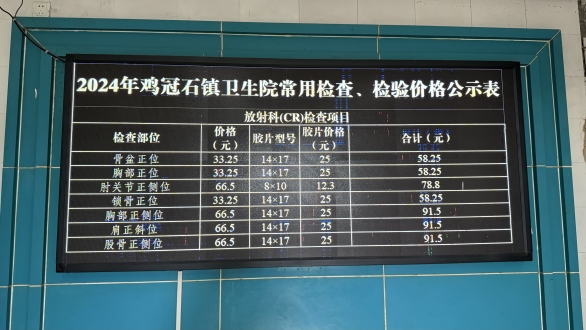 2024年鸡冠石镇卫生院常用检查、检验价格公示表
放射科(CR)检查项目
检查部位 价格（元） 胶片型号 胶片价格（元） 合计（元）
骨盆正位 33.25 14×17 25 58.25
胸部正位 33.25 14×17 25 58.25
肘关节正侧位 66.5 8×10 12.3 78.8
锁骨正位 33.25 14×17 25 58.25
胸部正侧位 66.5 14×17 25 91.5
肩正斜位 66.5 14×17 25 91.5
股骨正侧位 66.5 14×17 25 91.5